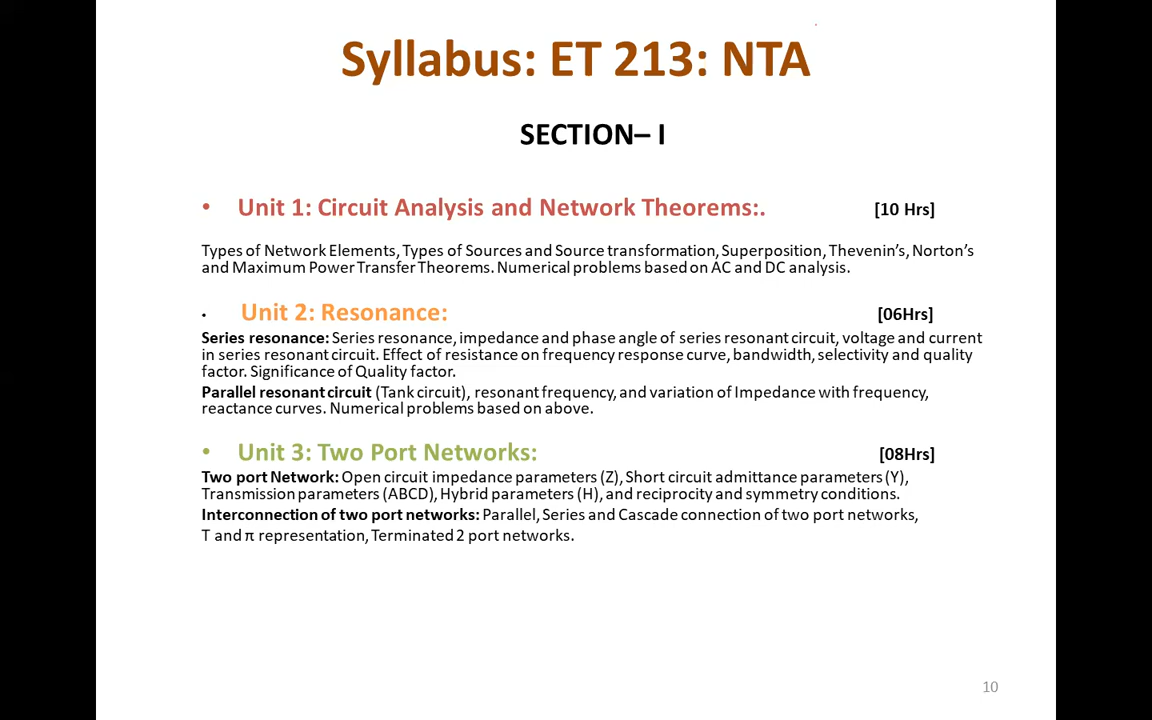 Syllabus: ET 213: NTA
SECTION– I
• Unit 1: Circuit Analysis and Network Theorems:. [10 Hrs]
Types of Network Elements, Types of Sources and Source transformation, Superposition, Thevenin’s, Norton’s
and Maximum Power Transfer Theorems. Numerical problems based on AC and DC analysis.
• Unit 2: Resonance: [06Hrs]
Series resonance: Series resonance, impedance and phase angle of series resonant circuit, voltage and current
in series resonant circuit. Effect of resistance on frequency response curve, bandwidth, selectivity and quality
factor. Significance of Quality factor.
Parallel resonant circuit (Tank circuit), resonant frequency, and variation of Impedance with frequency,
reactance curves. Numerical problems based on above.
• Unit 3: Two Port Networks: [08Hrs]
Two port Network: Open circuit impedance parameters (Z), Short circuit admittance parameters (Y),
Transmission parameters (ABCD), Hybrid parameters (H), and reciprocity and symmetry conditions.
Interconnection of two port networks: Parallel, Series and Cascade connection of two port networks,
T and π representation, Terminated 2 port networks.
10